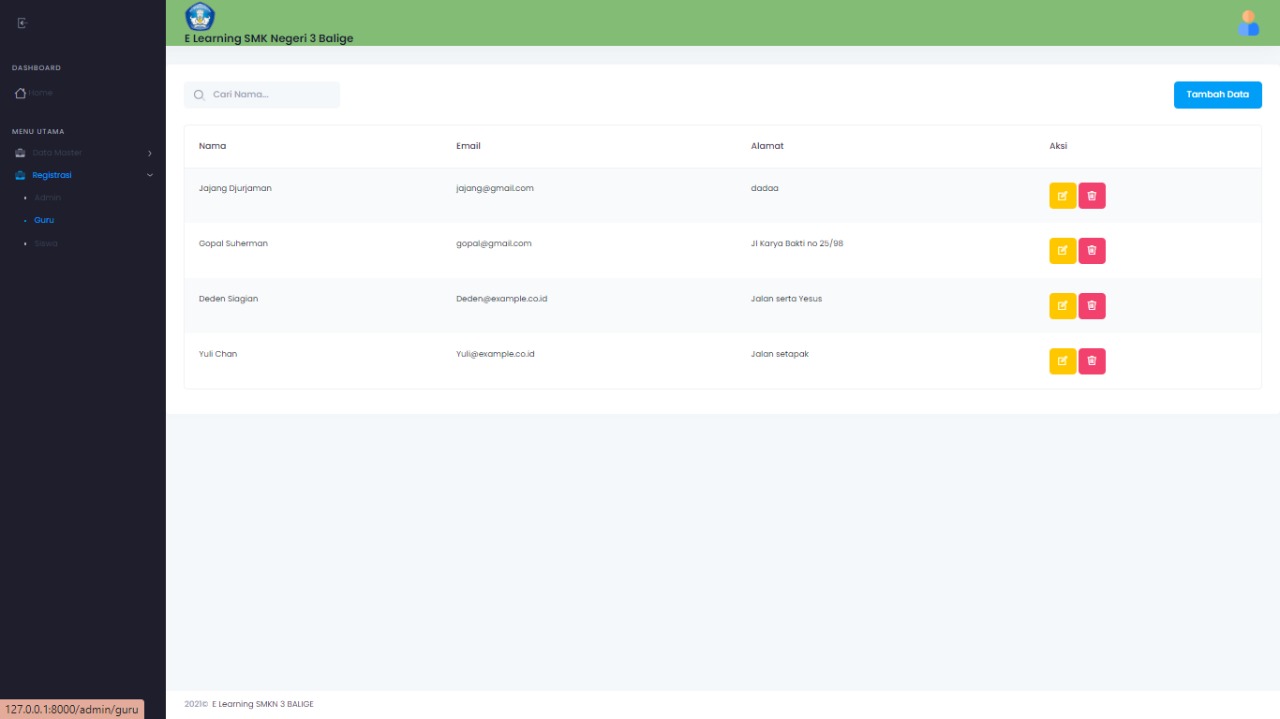 E Learning SMK Negeri 3 Balige
DASHBOARD
Home
MENU UTAMA
Data Master
Registrasi
Admin
Guru
Siswa
Cari Nama...
Tambah Data
Nama Email Alamat Aksi
Jajang Djurjaman jajang@gmail.com dadaa
Gopal Suherman gopal@gmail.com Jl Karya Bakti no 25/98
Deden Siagian Deden@example.co.id Jalan serta Yesus
Yuli Chan Yuli@example.co.id Jalan setapak
2021© E Learning SMKN 3 BALIGE
127.0.0.1:8000/admin/guru